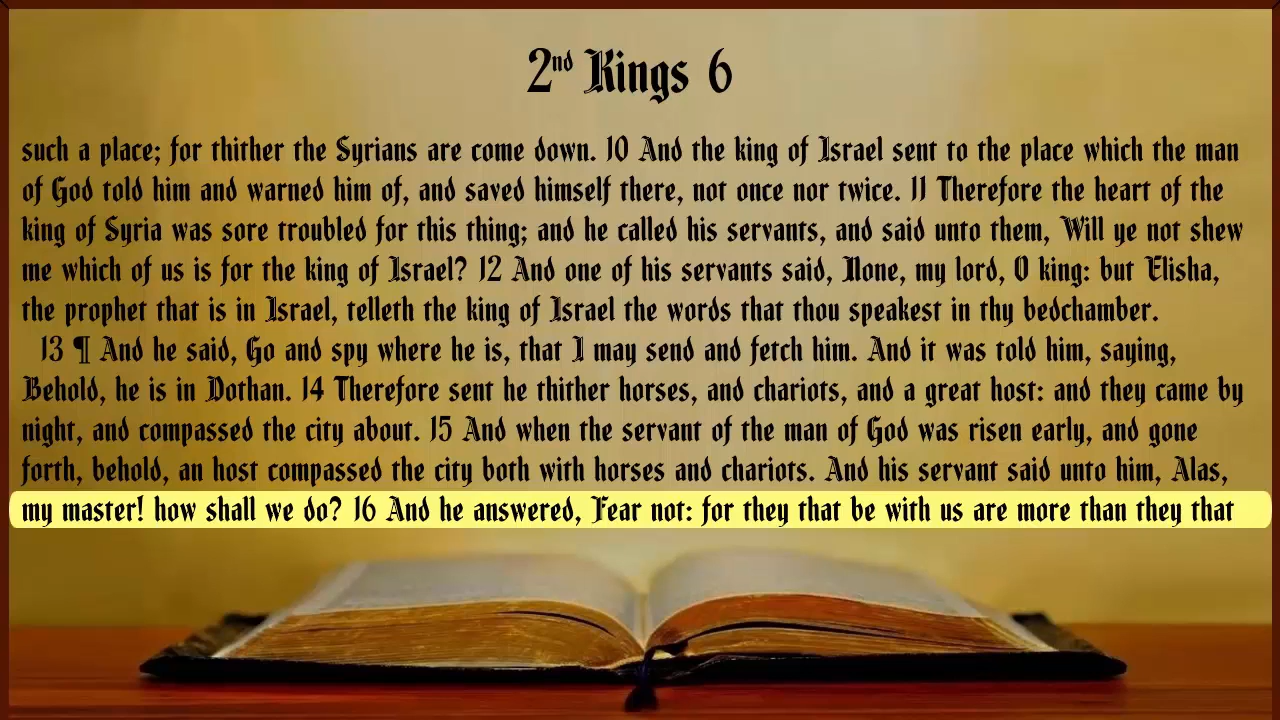 2nd Kings 6
such a place; for thither the Syrians are come down. 10 And the king of Israel sent to the place which the man
of God told him and warned him of, and saved himself there, not once nor twice. 11 Therefore the heart of the
king of Syria was sore troubled for this thing; and he called his servants, and said unto them, Will ye not shew
me which of us is for the king of Israel? 12 And one of his servants said, None, my lord, O king: but Elisha,
the prophet that is in Israel, telleth the king of Israel the words that thou speakest in thy bedchamber.
13 ¶ And he said, Go and spy where he is, that I may send and fetch him. And it was told him, saying,
Behold, he is in Dothan. 14 Therefore sent he thither horses, and chariots, and a great host: and they came by
night, and compassed the city about. 15 And when the servant of the man of God was risen early, and gone
forth, behold, an host compassed the city both with horses and chariots. And his servant said unto him, Alas,
my master! how shall we do? 16 And he answered, Fear not: for they that be with us are more than they that